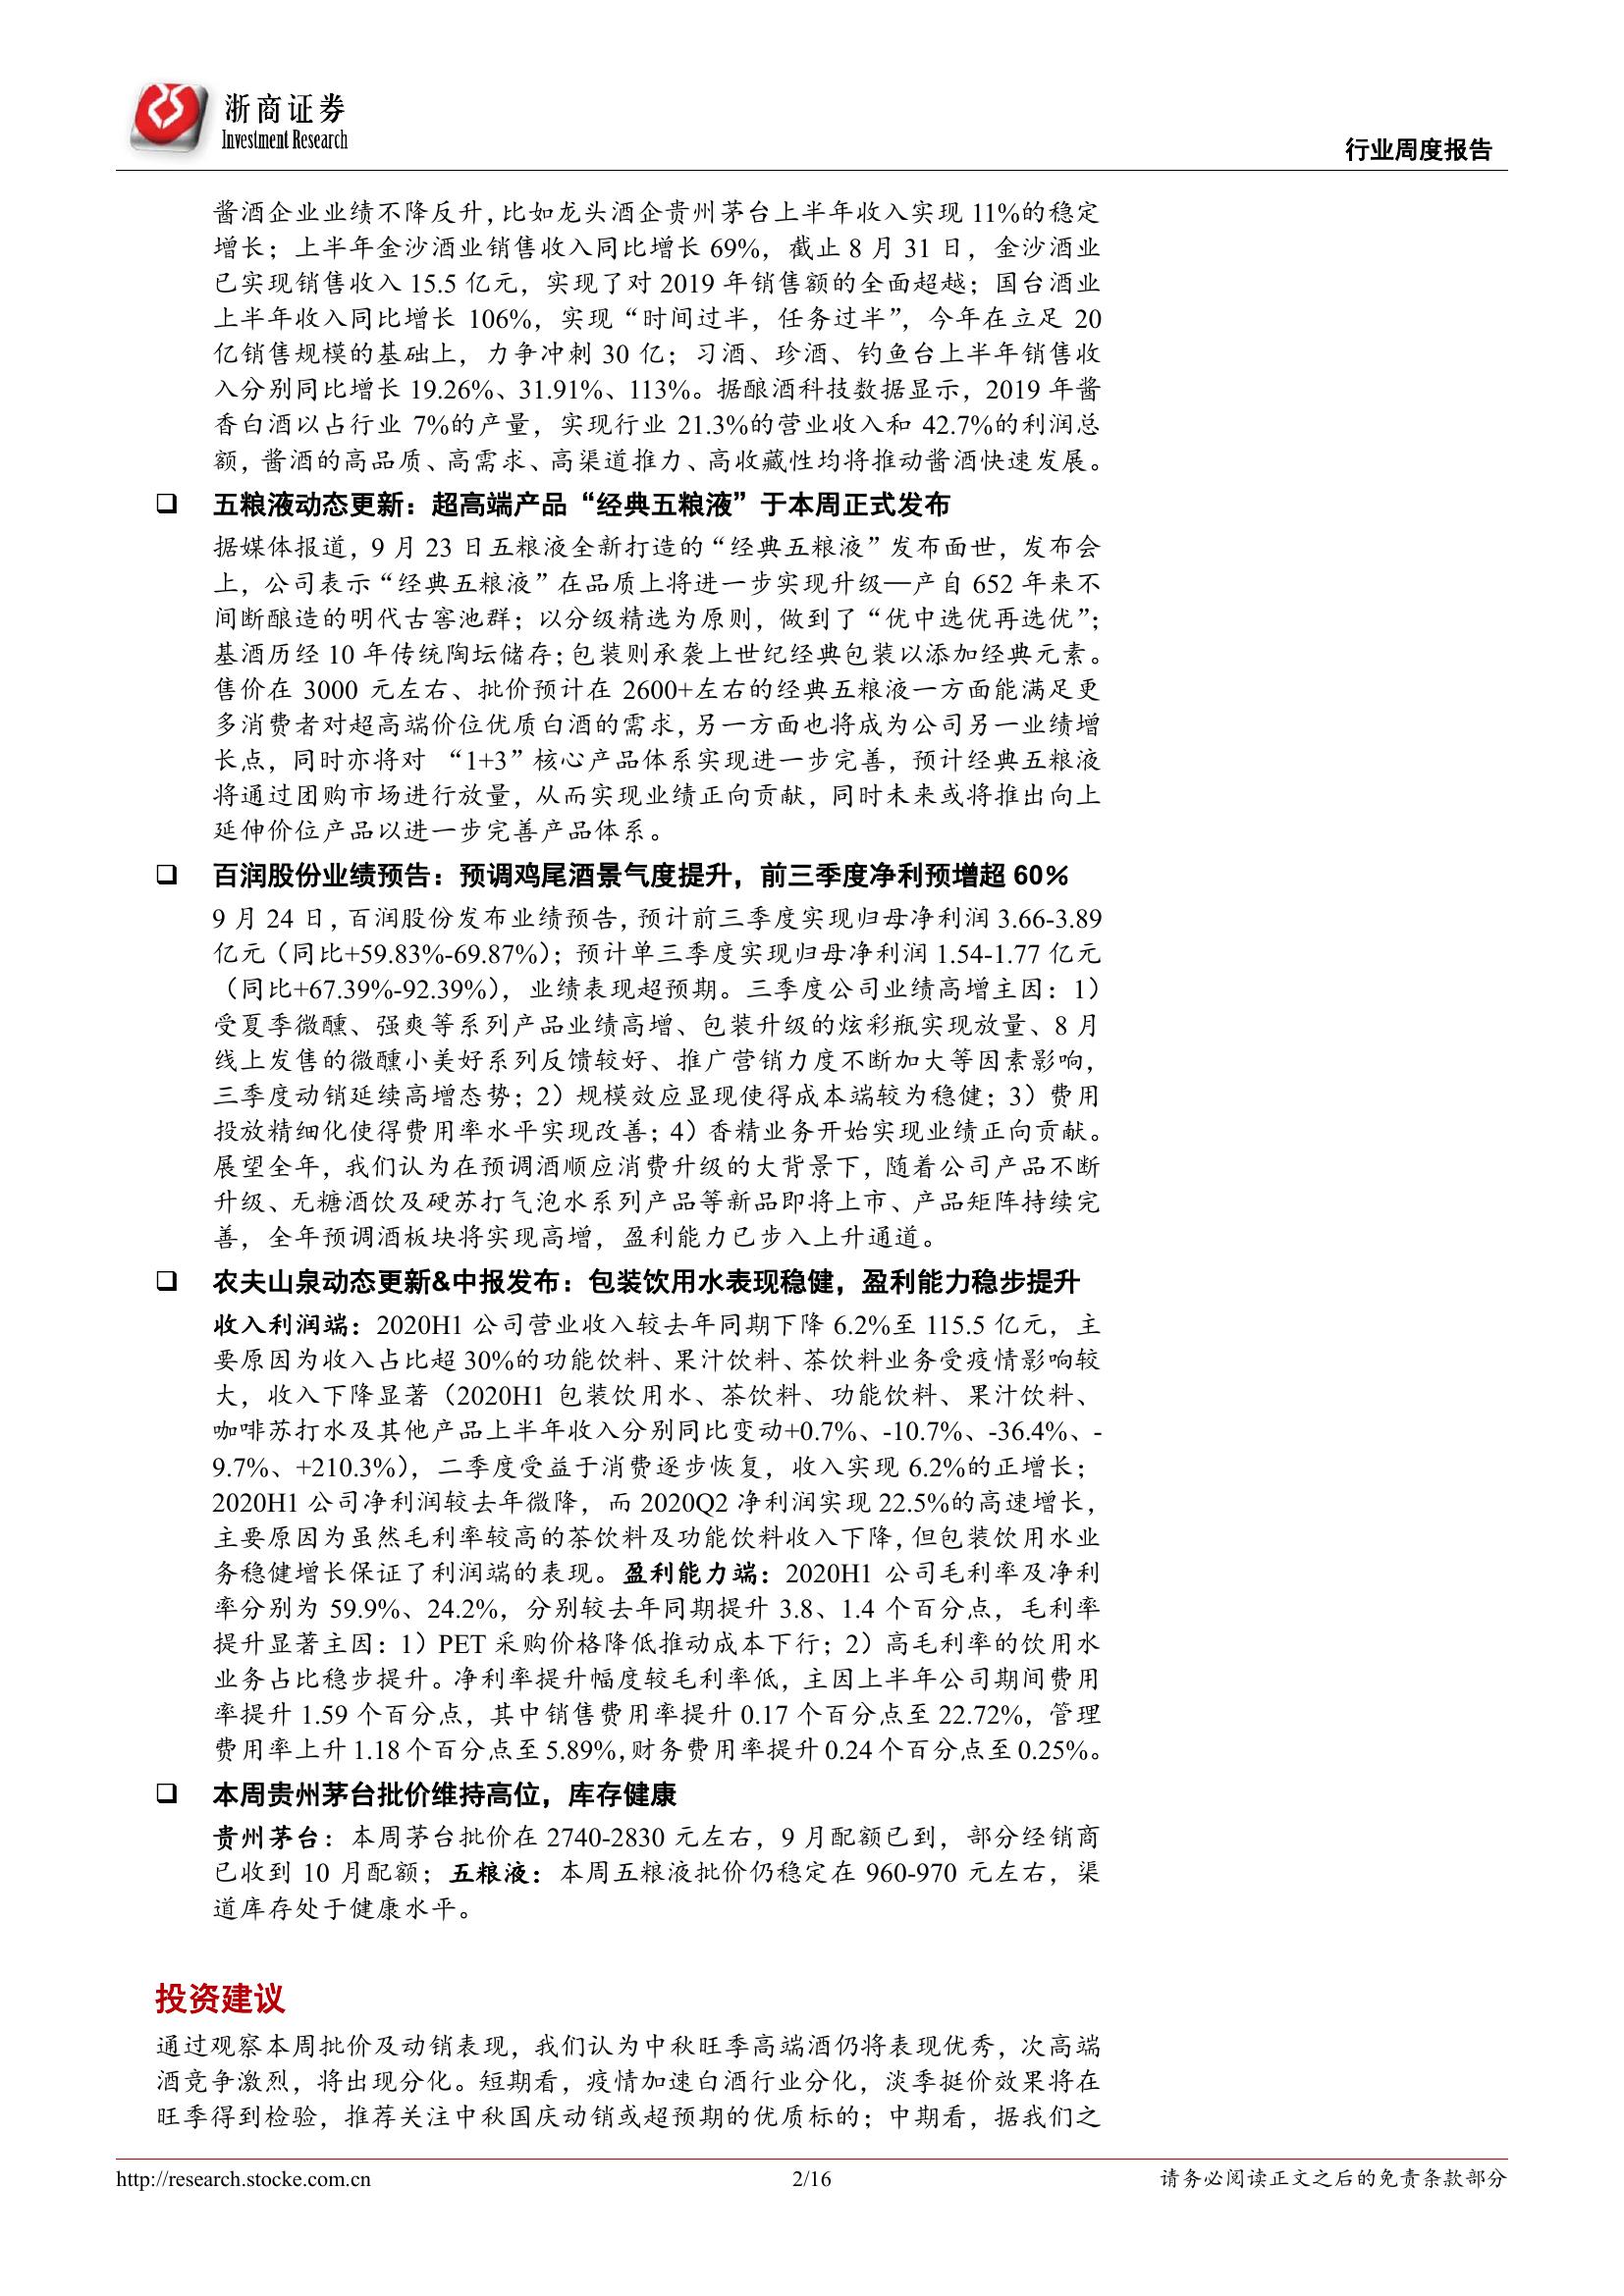 浙商证券
Investment Research
行业周度报告
酱酒企业业绩不降反升，比如龙头酒企贵州茅台上半年收入实现 11%的稳定
增长；上半年金沙酒业销售收入同比增长 69%，截止 8 月 31 日，金沙酒业
已实现销售收入 15.5 亿元，实现了对 2019 年销售额的全面超越；国台酒业
上半年收入同比增长 106%，实现“时间过半，任务过半”，今年在立足 20
亿销售规模的基础上，力争冲刺 30 亿；习酒、珍酒、钓鱼台上半年销售收
入分别同比增长 19.26%、31.91%、113%。据酿酒科技数据显示，2019 年酱
香白酒以占行业 7%的产量，实现行业 21.3%的营业收入和 42.7%的利润总
额，酱酒的高品质、高需求、高渠道推力、高收藏性均将推动酱酒快速发展。
❑ 五粮液动态更新：超高端产品“经典五粮液”于本周正式发布
据媒体报道，9 月 23 日五粮液全新打造的“经典五粮液”发布面世，发布会
上，公司表示“经典五粮液”在品质上将进一步实现升级—产自 652 年来不
间断酿造的明代古窖池群；以分级精选为原则，做到了“优中选优再选优”；
基酒历经 10 年传统陶坛储存；包装则承袭上世纪经典包装以添加经典元素。
售价在 3000 元左右、批价预计在 2600+左右的经典五粮液一方面能满足更
多消费者对超高端价位优质白酒的需求，另一方面也将成为公司另一业绩增
长点，同时亦将对 “1+3”核心产品体系实现进一步完善，预计经典五粮液
将通过团购市场进行放量，从而实现业绩正向贡献，同时未来或将推出向上
延伸价位产品以进一步完善产品体系。
❑ 百润股份业绩预告：预调鸡尾酒景气度提升，前三季度净利预增超 60%
9 月 24 日，百润股份发布业绩预告，预计前三季度实现归母净利润 3.66-3.89
亿元（同比+59.83%-69.87%）；预计单三季度实现归母净利润 1.54-1.77 亿元
（同比+67.39%-92.39%），业绩表现超预期。三季度公司业绩高增主因：1）
受夏季微醺、强爽等系列产品业绩高增、包装升级的炫彩瓶实现放量、8 月
线上发售的微醺小美好系列反馈较好、推广营销力度不断加大等因素影响，
三季度动销延续高增态势；2）规模效应显现使得成本端较为稳健；3）费用
投放精细化使得费用率水平实现改善；4）香精业务开始实现业绩正向贡献。
展望全年，我们认为在预调酒顺应消费升级的大背景下，随着公司产品不断
升级、无糖酒饮及硬苏打气泡水系列产品等新品即将上市、产品矩阵持续完
善，全年预调酒板块将实现高增，盈利能力已步入上升通道。
❑ 农夫山泉动态更新&中报发布：包装饮用水表现稳健，盈利能力稳步提升
收入利润端：2020H1 公司营业收入较去年同期下降 6.2%至 115.5 亿元，主
要原因为收入占比超 30%的功能饮料、果汁饮料、茶饮料业务受疫情影响较
大，收入下降显著（2020H1 包装饮用水、茶饮料、功能饮料、果汁饮料、
咖啡苏打水及其他产品上半年收入分别同比变动+0.7%、-10.7%、-36.4%、-
9.7%、+210.3%），二季度受益于消费逐步恢复，收入实现 6.2%的正增长；
2020H1 公司净利润较去年微降，而 2020Q2 净利润实现 22.5%的高速增长，
主要原因为虽然毛利率较高的茶饮料及功能饮料收入下降，但包装饮用水业
务稳健增长保证了利润端的表现。盈利能力端：2020H1 公司毛利率及净利
率分别为 59.9%、24.2%，分别较去年同期提升 3.8、1.4 个百分点，毛利率
提升显著主因：1）PET 采购价格降低推动成本下行；2）高毛利率的饮用水
业务占比稳步提升。净利率提升幅度较毛利率低，主因上半年公司期间费用
率提升 1.59 个百分点，其中销售费用率提升 0.17 个百分点至 22.72%，管理
费用率上升 1.18 个百分点至 5.89%，财务费用率提升 0.24 个百分点至 0.25%。
❑ 本周贵州茅台批价维持高位，库存健康
贵州茅台：本周茅台批价在 2740-2830 元左右，9 月配额已到，部分经销商
已收到 10 月配额；五粮液：本周五粮液批价仍稳定在 960-970 元左右，渠
道库存处于健康水平。
投资建议
通过观察本周批价及动销表现，我们认为中秋旺季高端酒仍将表现优秀，次高端
酒竞争激烈，将出现分化。短期看，疫情加速白酒行业分化，淡季挺价效果将在
旺季得到检验，推荐关注中秋国庆动销或超预期的优质标的；中期看，据我们之
http://research.stocke.com.cn
2/16
请务必阅读正文之后的免责条款部分